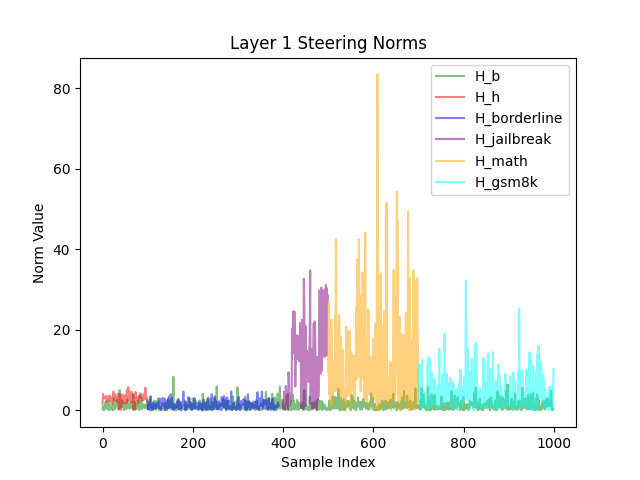 Layer 1 Steering Norms
H_b
H_h
H_borderline
H_jailbreak
H_math
H_gsm8k
Norm Value
80
60
40
20
0
0 200 400 600 800 1000
Sample Index